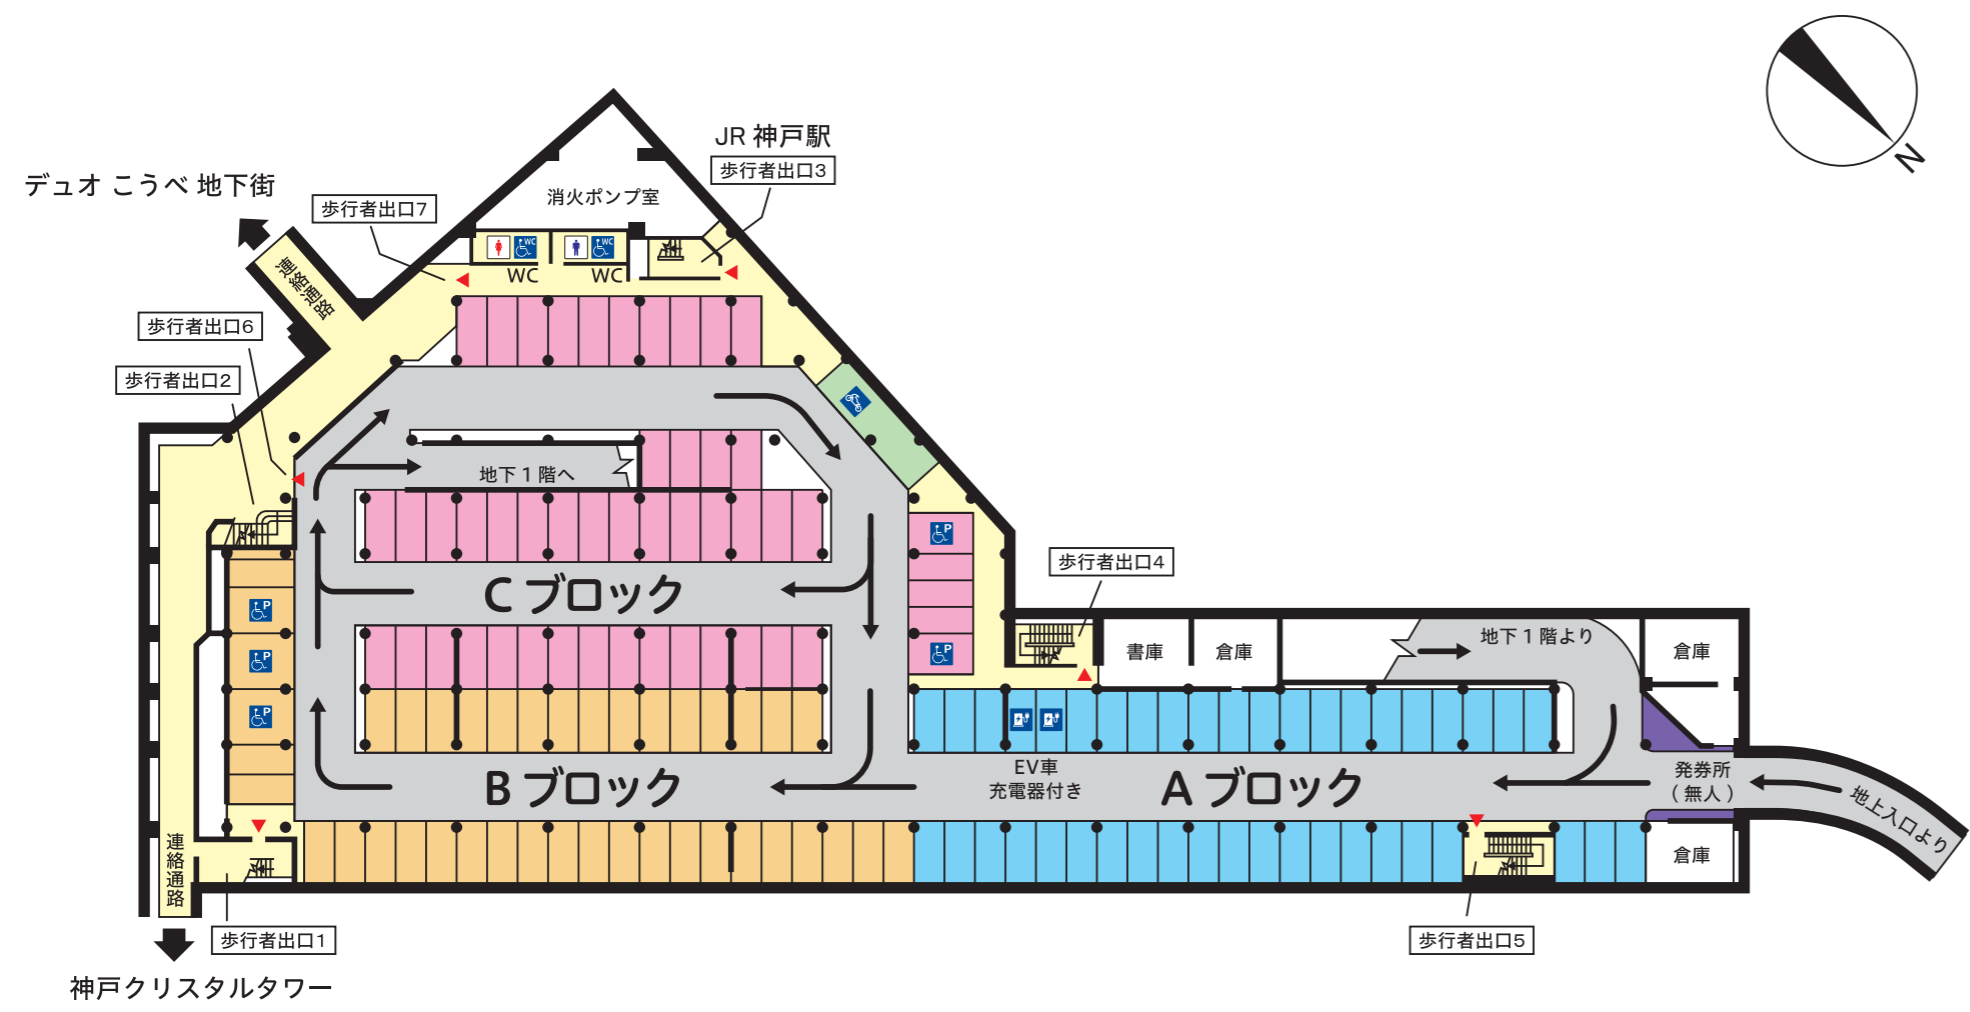 N
JR 神戸駅
歩行者出口3
デュオ こうべ 地下街
消火ポンプ室
歩行者出口7
WC
WC
WC
WC
連絡通路
歩行者出口6
歩行者出口2
地下1階へ
P
歩行者出口4
C ブロック
P
P
P
P
書庫
倉庫
地下1階より
倉庫
B ブロック
EV車
充電器付き
A ブロック
発券所
(無人)
地上入口より
連絡通路
倉庫
歩行者出口1
歩行者出口5
神戸クリスタルタワー